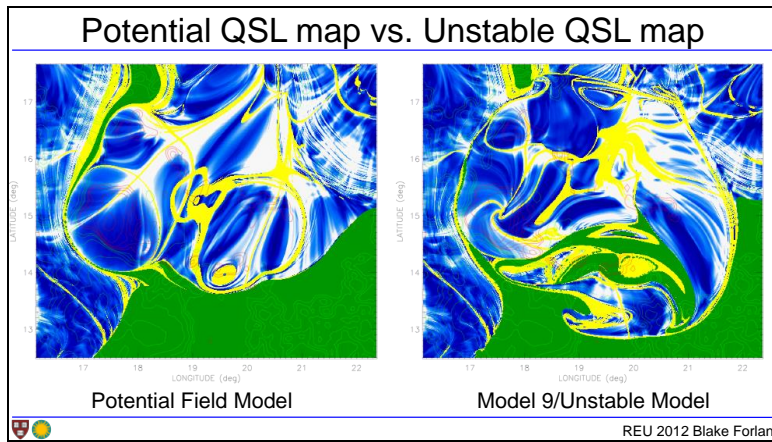 Potential QSL map vs. Unstable QSL map
17
16
15
14
13
LATITUDE (deg)
17 18 19 20 21 22
LONGITUDE (deg)
Potential Field Model
17
16
15
14
13
LATITUDE (deg)
17 18 19 20 21 22
LONGITUDE (deg)
Model 9/Unstable Model
REU 2012 Blake Forlan